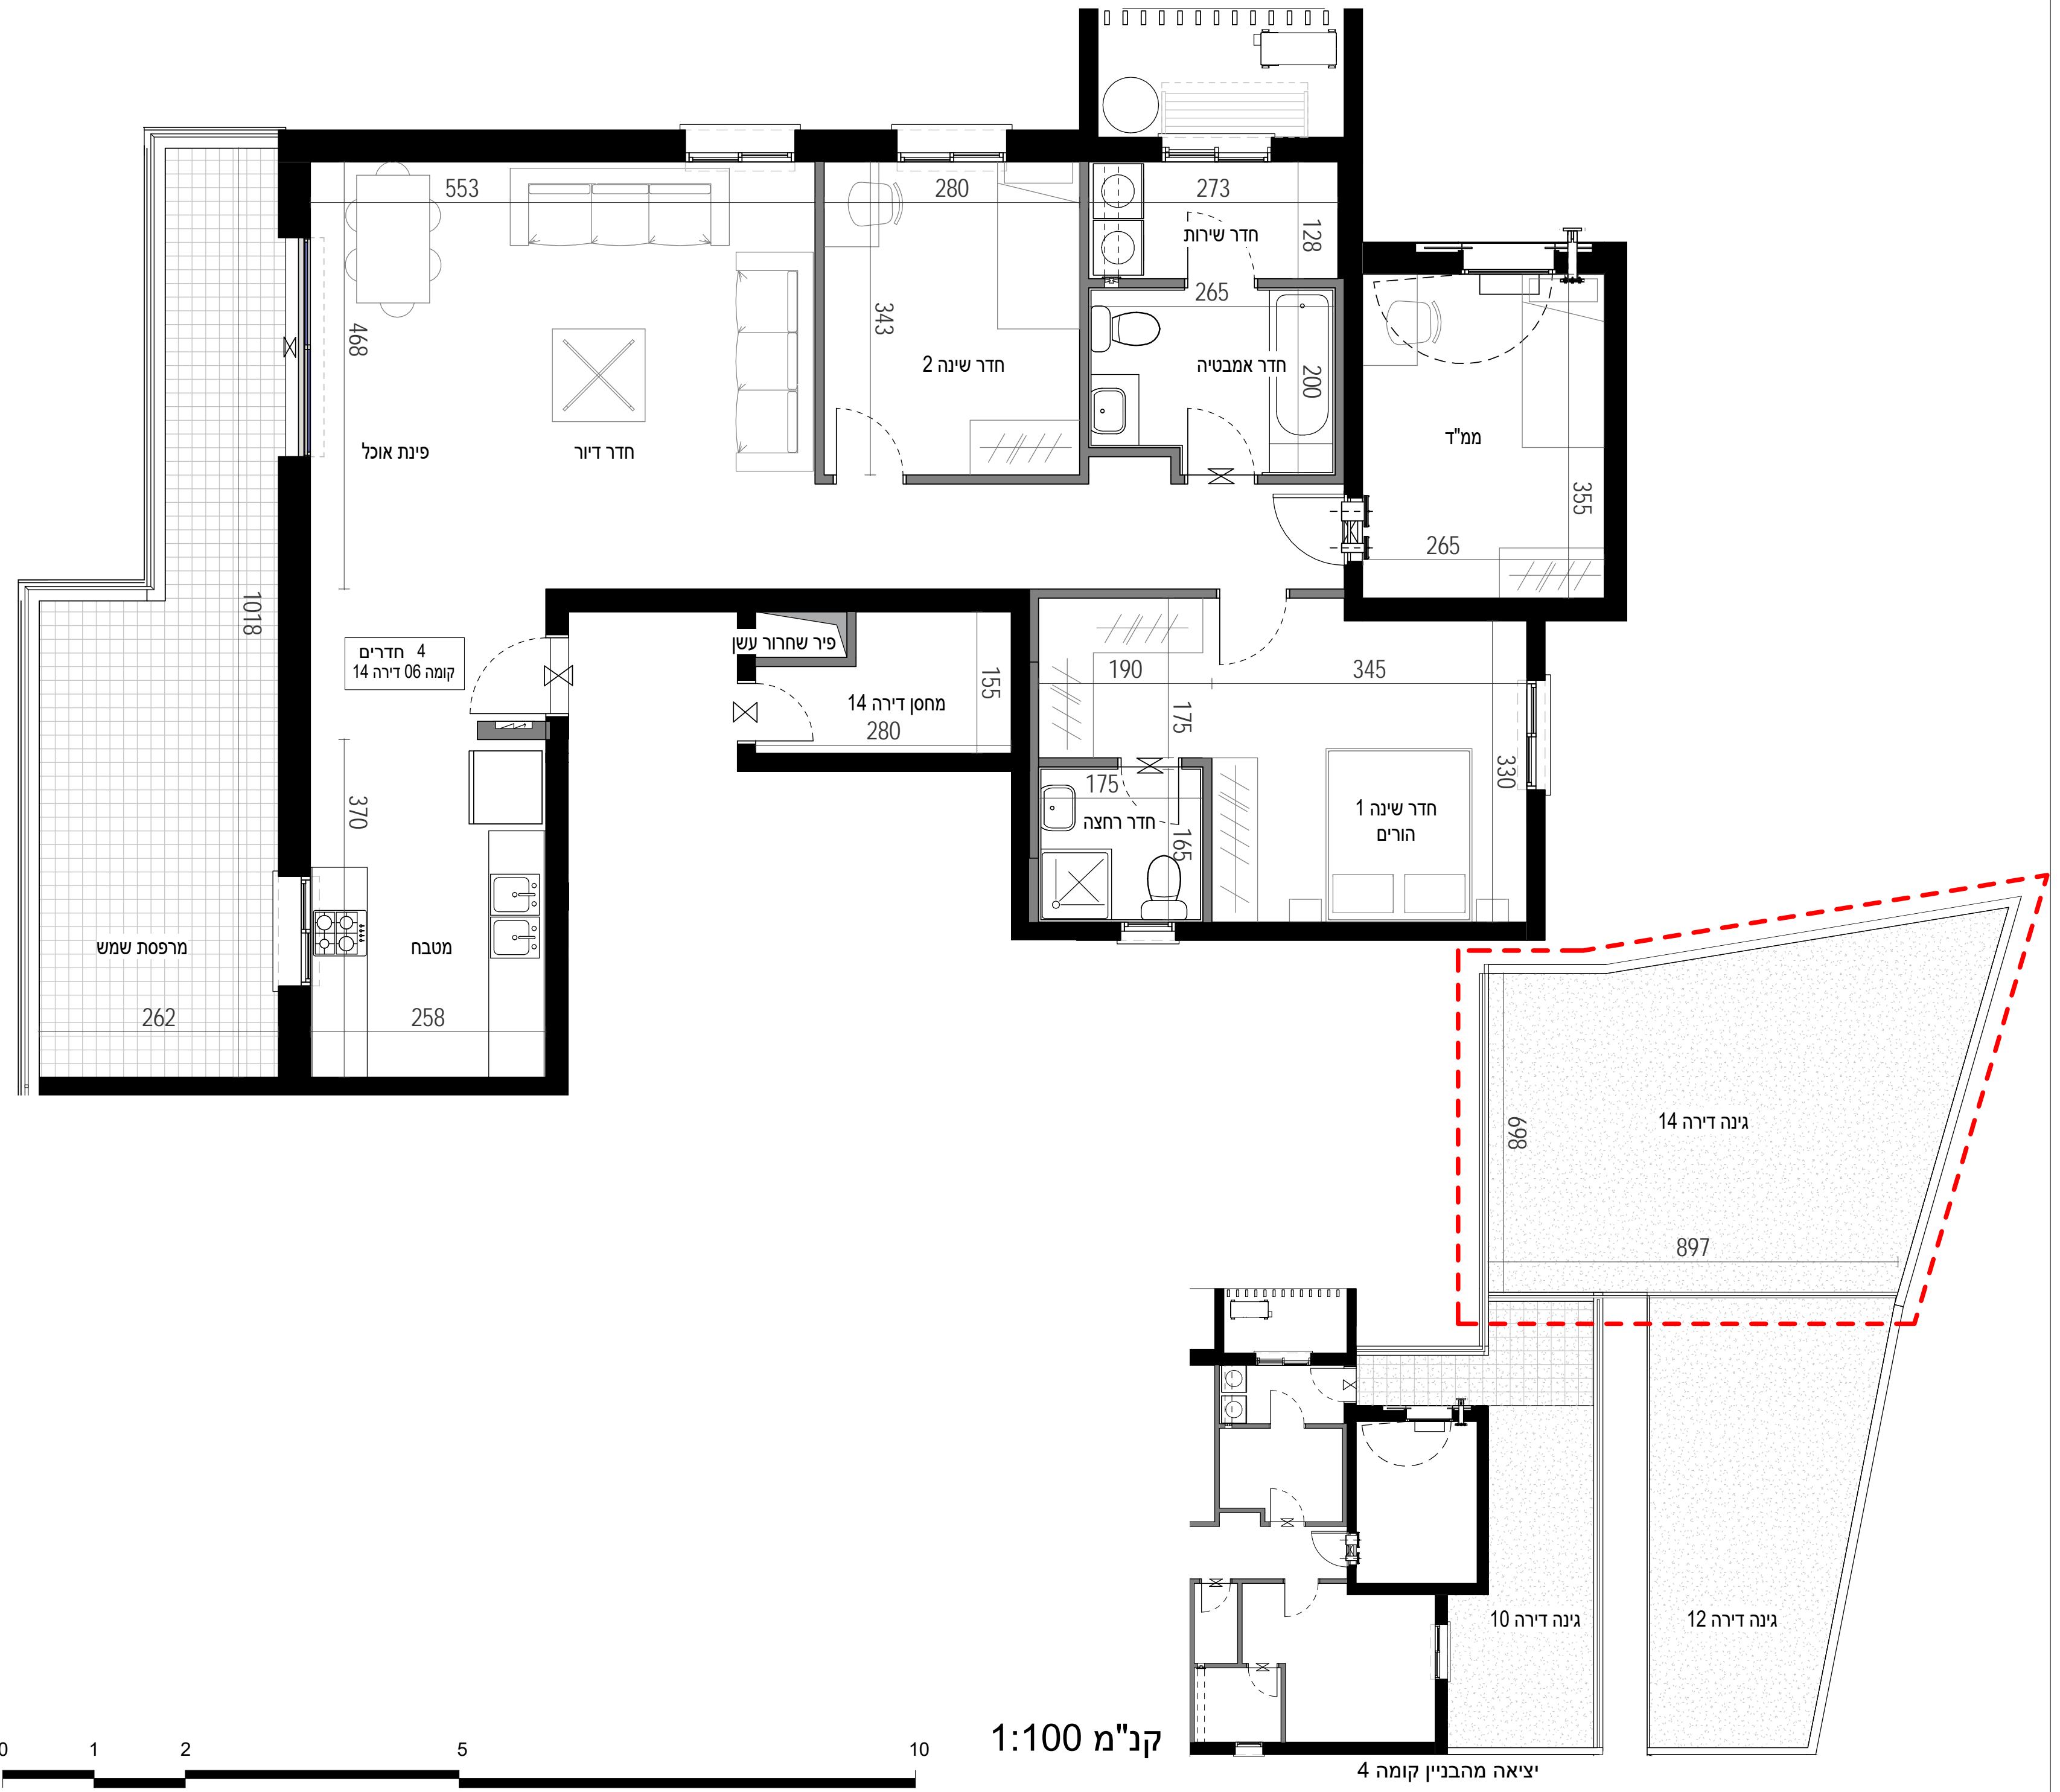 553
280
273
128
חדר שירות
265
468
343
חדר שינה 2
חדר אמבטיה
200
ממ"ד
פינת אוכל
חדר דיור
355
265
1018
4 חדרים
קומה 06 דירה 14
פיר שחרור עשן
155
מחסן דירה 14
280
190
345
175
330
370
175
חדר רחצה
165
חדר שינה 1
הורים
מרפסת שמש
מטבח
262
258
גינה דירה 14
698
897
גינה דירה 10
גינה דירה 12
קנ"מ 1:100
יציאה מהבניין קומה 4
0 1 2 5 10